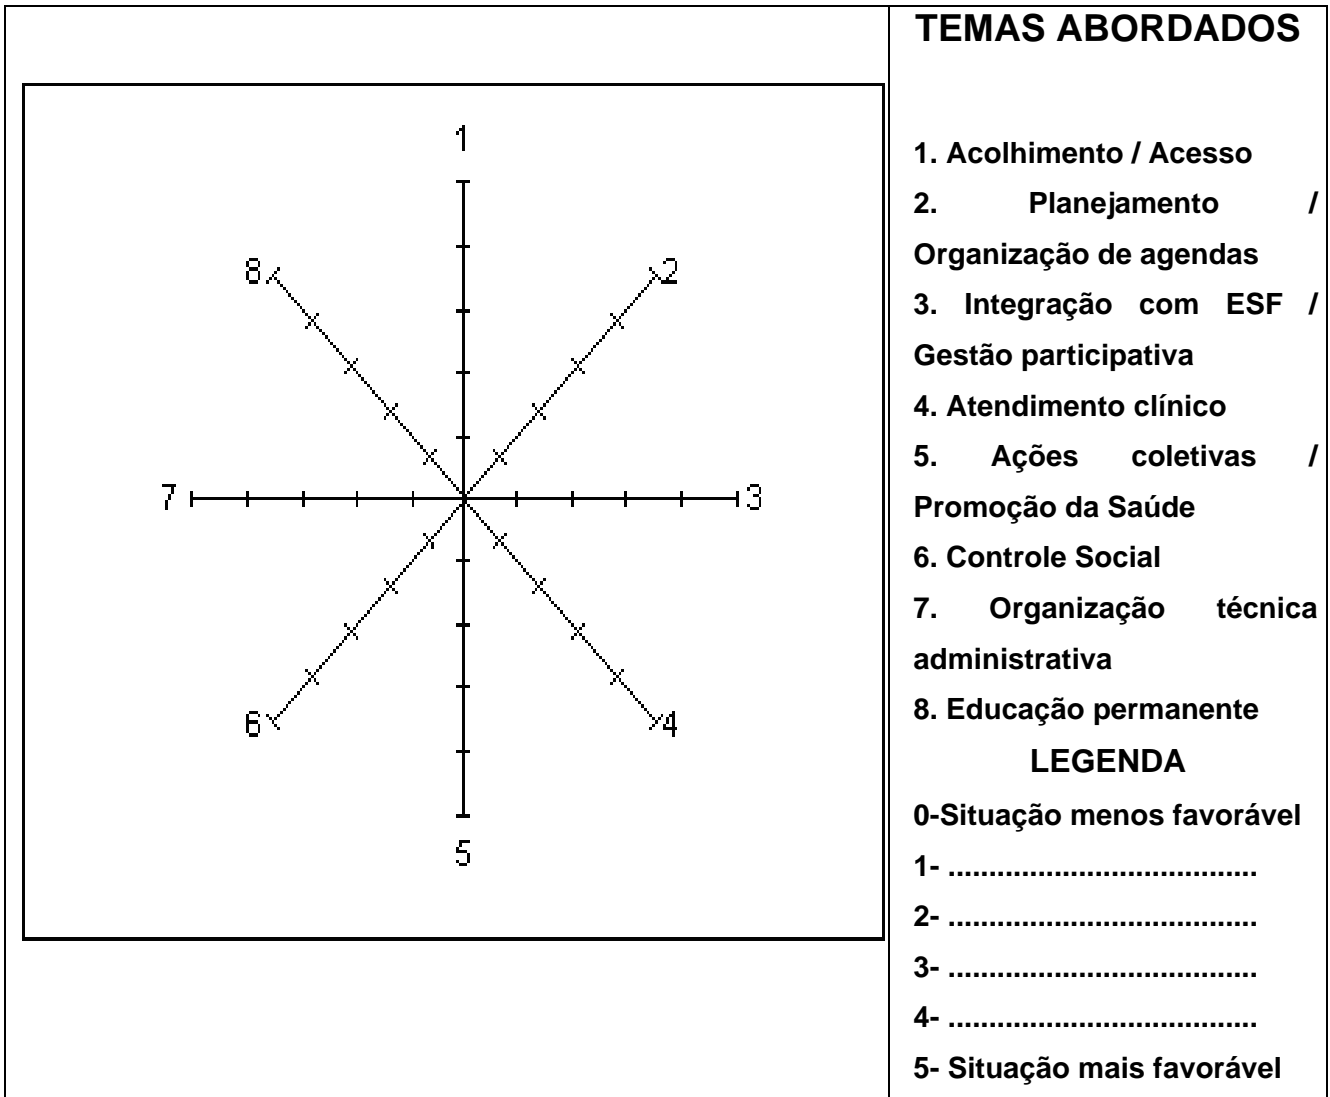 TEMAS ABORDADOS
1
8
2
7
3
6
4
5
1. Acolhimento / Acesso
2. Planejamento /
Organização de agendas
3. Integração com ESF /
Gestão participativa
4. Atendimento clínico
5. Ações coletivas /
Promoção da Saúde
6. Controle Social
7. Organização técnica
administrativa
8. Educação permanente
LEGENDA
0-Situação menos favorável
1- ......................................
2- ......................................
3- ......................................
4- ......................................
5- Situação mais favorável